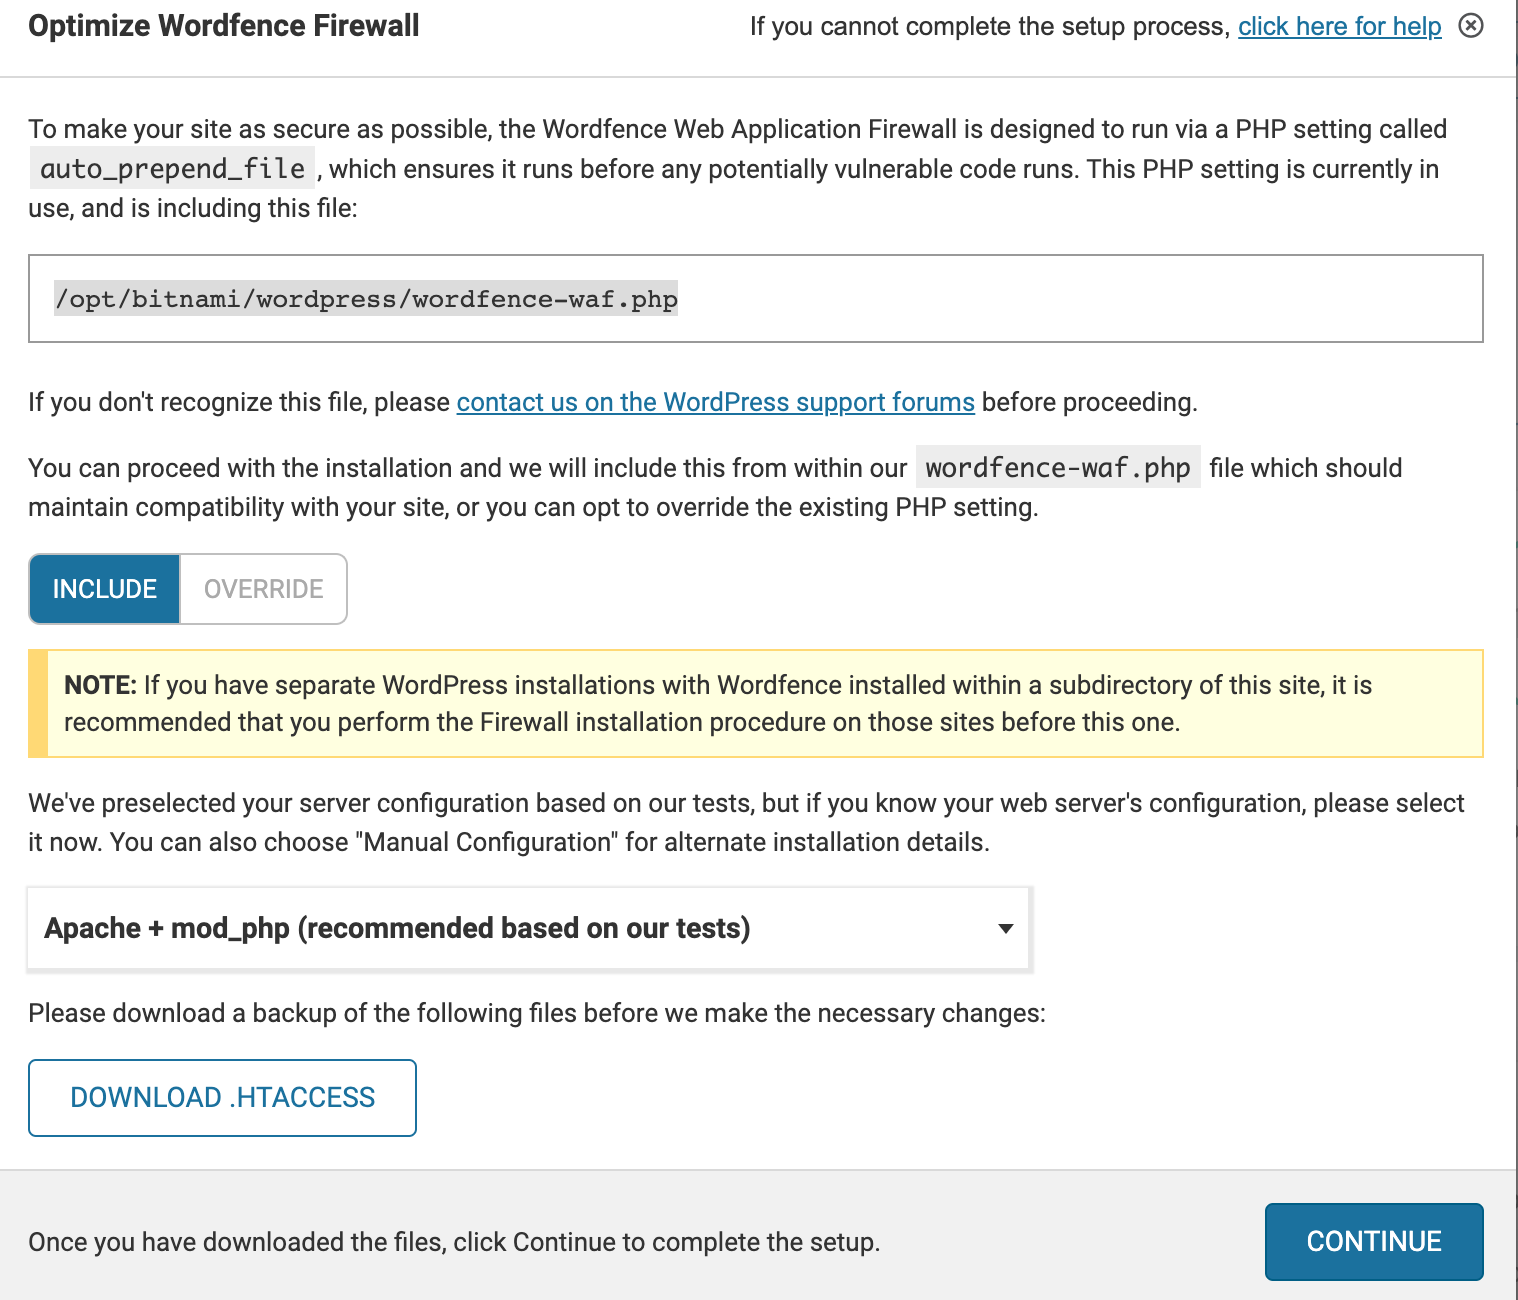 Optimize Wordfence Firewall
If you cannot complete the setup process, click here for help
To make your site as secure as possible, the Wordfence Web Application Firewall is designed to run via a PHP setting called
auto_prepend_file , which ensures it runs before any potentially vulnerable code runs. This PHP setting is currently in
use, and is including this file:
/opt/bitnami/wordpress/wordfence-waf.php
If you don't recognize this file, please contact us on the WordPress support forums before proceeding.
You can proceed with the installation and we will include this from within our wordfence-waf.php file which should
maintain compatibility with your site, or you can opt to override the existing PHP setting.
INCLUDE OVERRIDE
NOTE: If you have separate WordPress installations with Wordfence installed within a subdirectory of this site, it is
recommended that you perform the Firewall installation procedure on those sites before this one.
We've preselected your server configuration based on our tests, but if you know your web server's configuration, please select
it now. You can also choose "Manual Configuration" for alternate installation details.
Apache + mod_php (recommended based on our tests)
Please download a backup of the following files before we make the necessary changes:
DOWNLOAD .HTACCESS
Once you have downloaded the files, click Continue to complete the setup.
CONTINUE